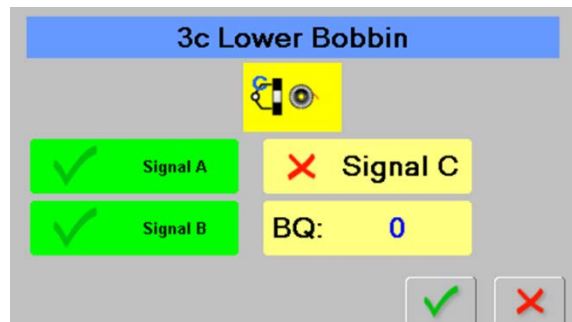 3c Lower Bobbin
C
Signal A
Signal C
Signal B
BQ: 0